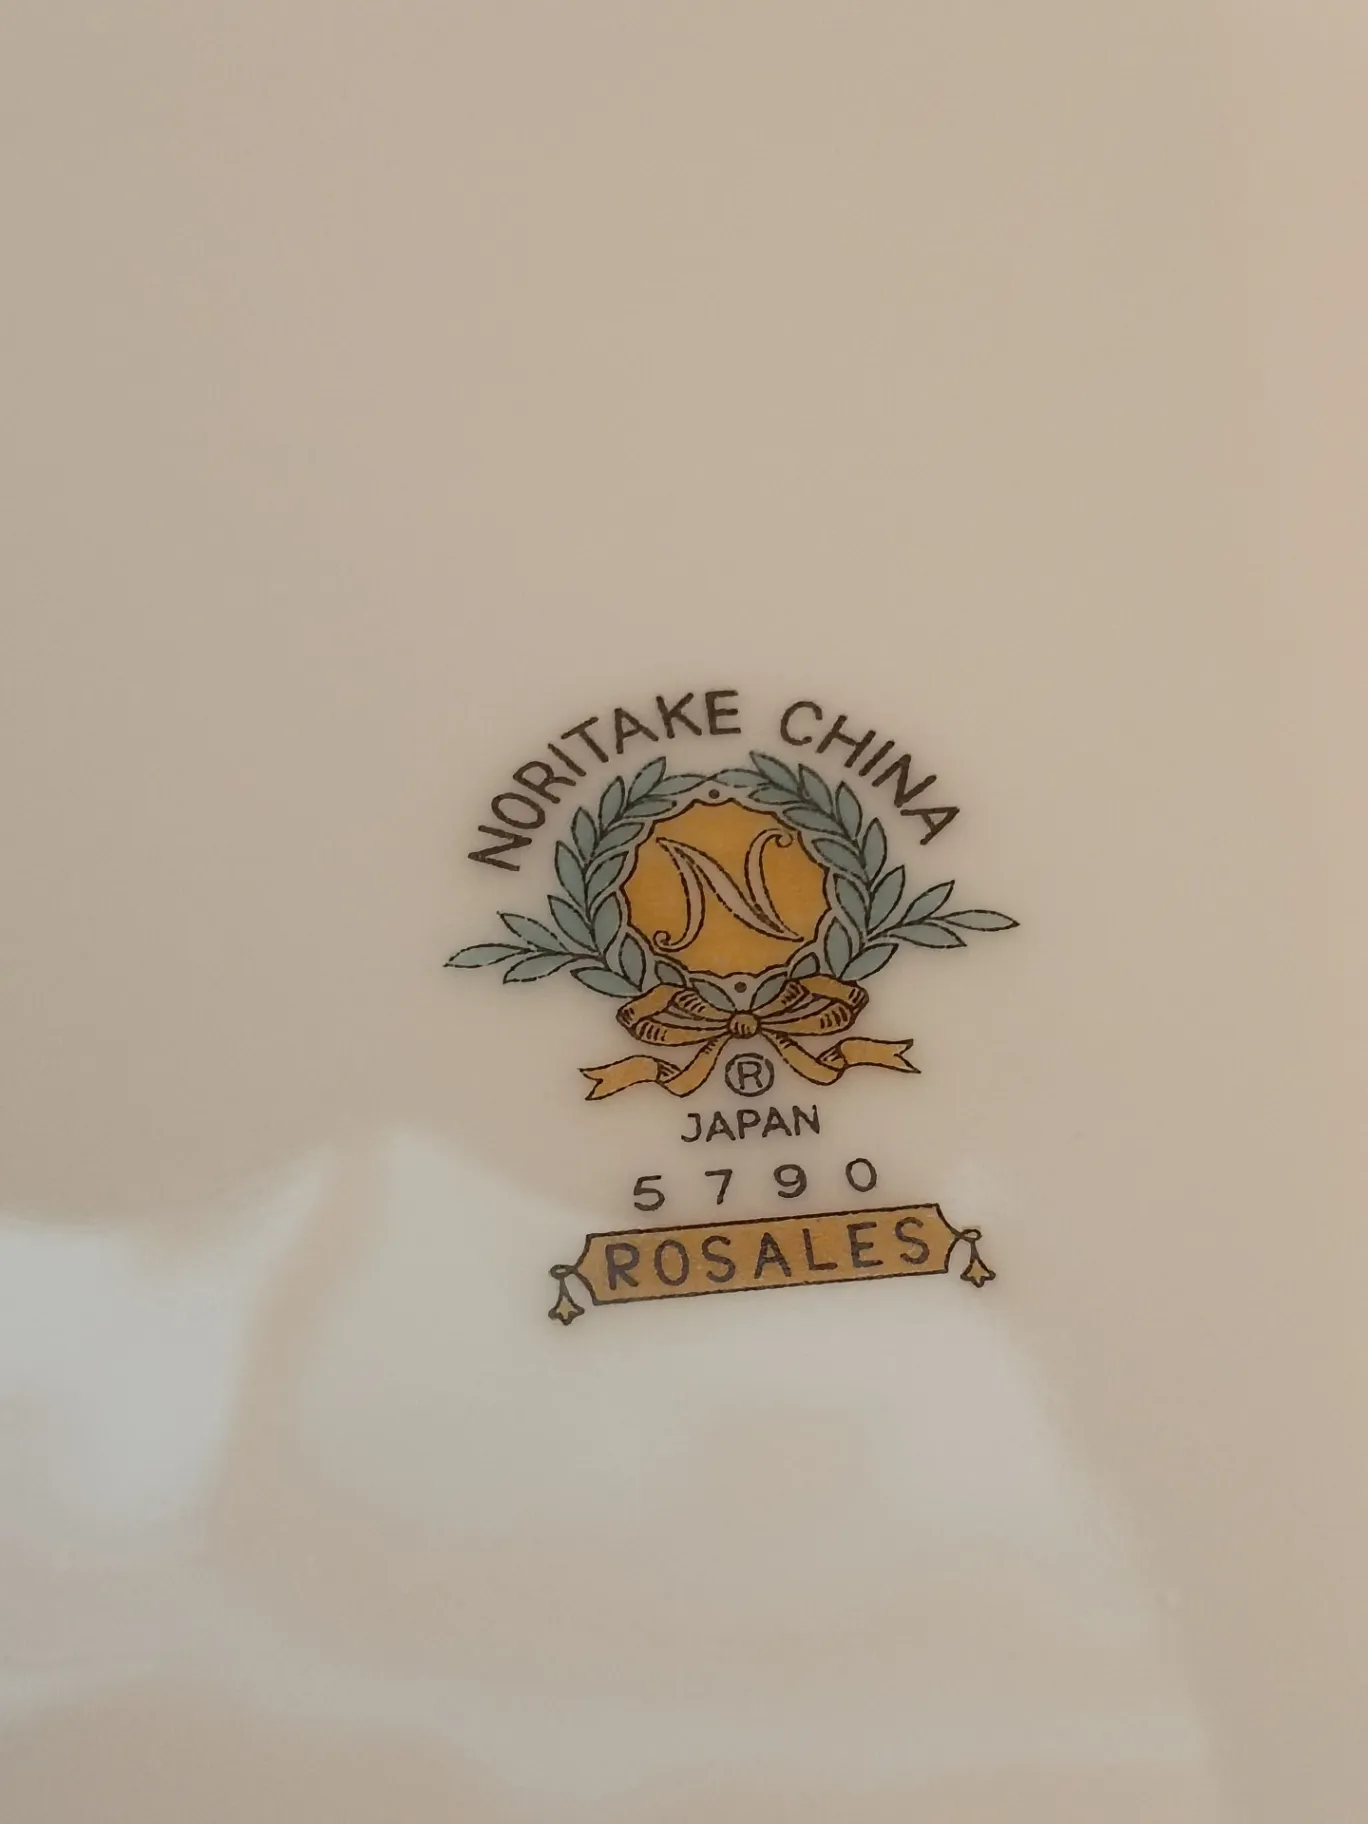 NORITAKE CHINA
N
®
JAPAN
5790
ROSALES